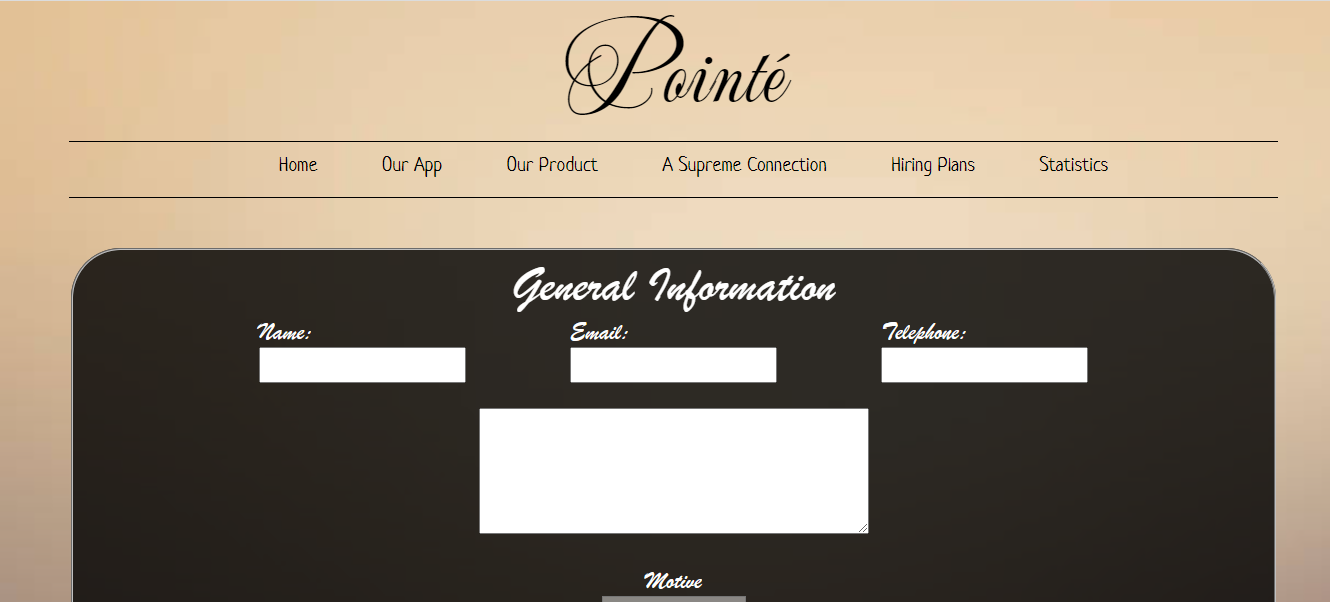 Pointé
Home Our App Our Product A Supreme Connection Hiring Plans Statistics
General Information
Name: Email: Telephone:
Motive